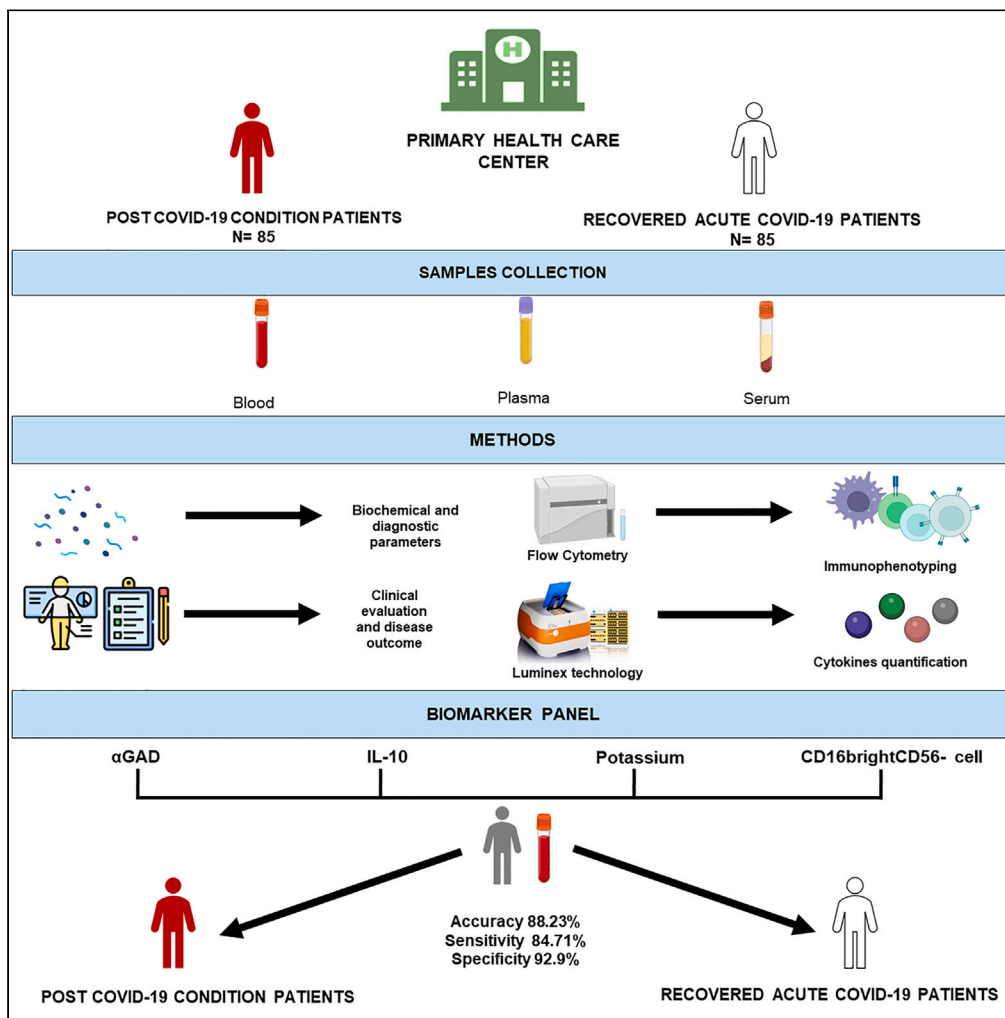 H
PRIMARY HEALTH CARE
CENTER
POST COVID-19 CONDITION PATIENTS
N= 85
RECOVERED ACUTE COVID-19 PATIENTS
N= 85
SAMPLES COLLECTION
Blood
Plasma
Serum
METHODS
Biochemical and
diagnostic
parameters
Flow Cytometry
Immunophenotyping
Clinical
evaluation
and disease
outcome
Luminex technology
Cytokines quantification
BIOMARKER PANEL
αGAD
IL-10
Potassium
CD16brightCD56- cell
Accuracy 88.23%
Sensitivity 84.71%
Specificity 92.9%
POST COVID-19 CONDITION PATIENTS
RECOVERED ACUTE COVID-19 PATIENTS